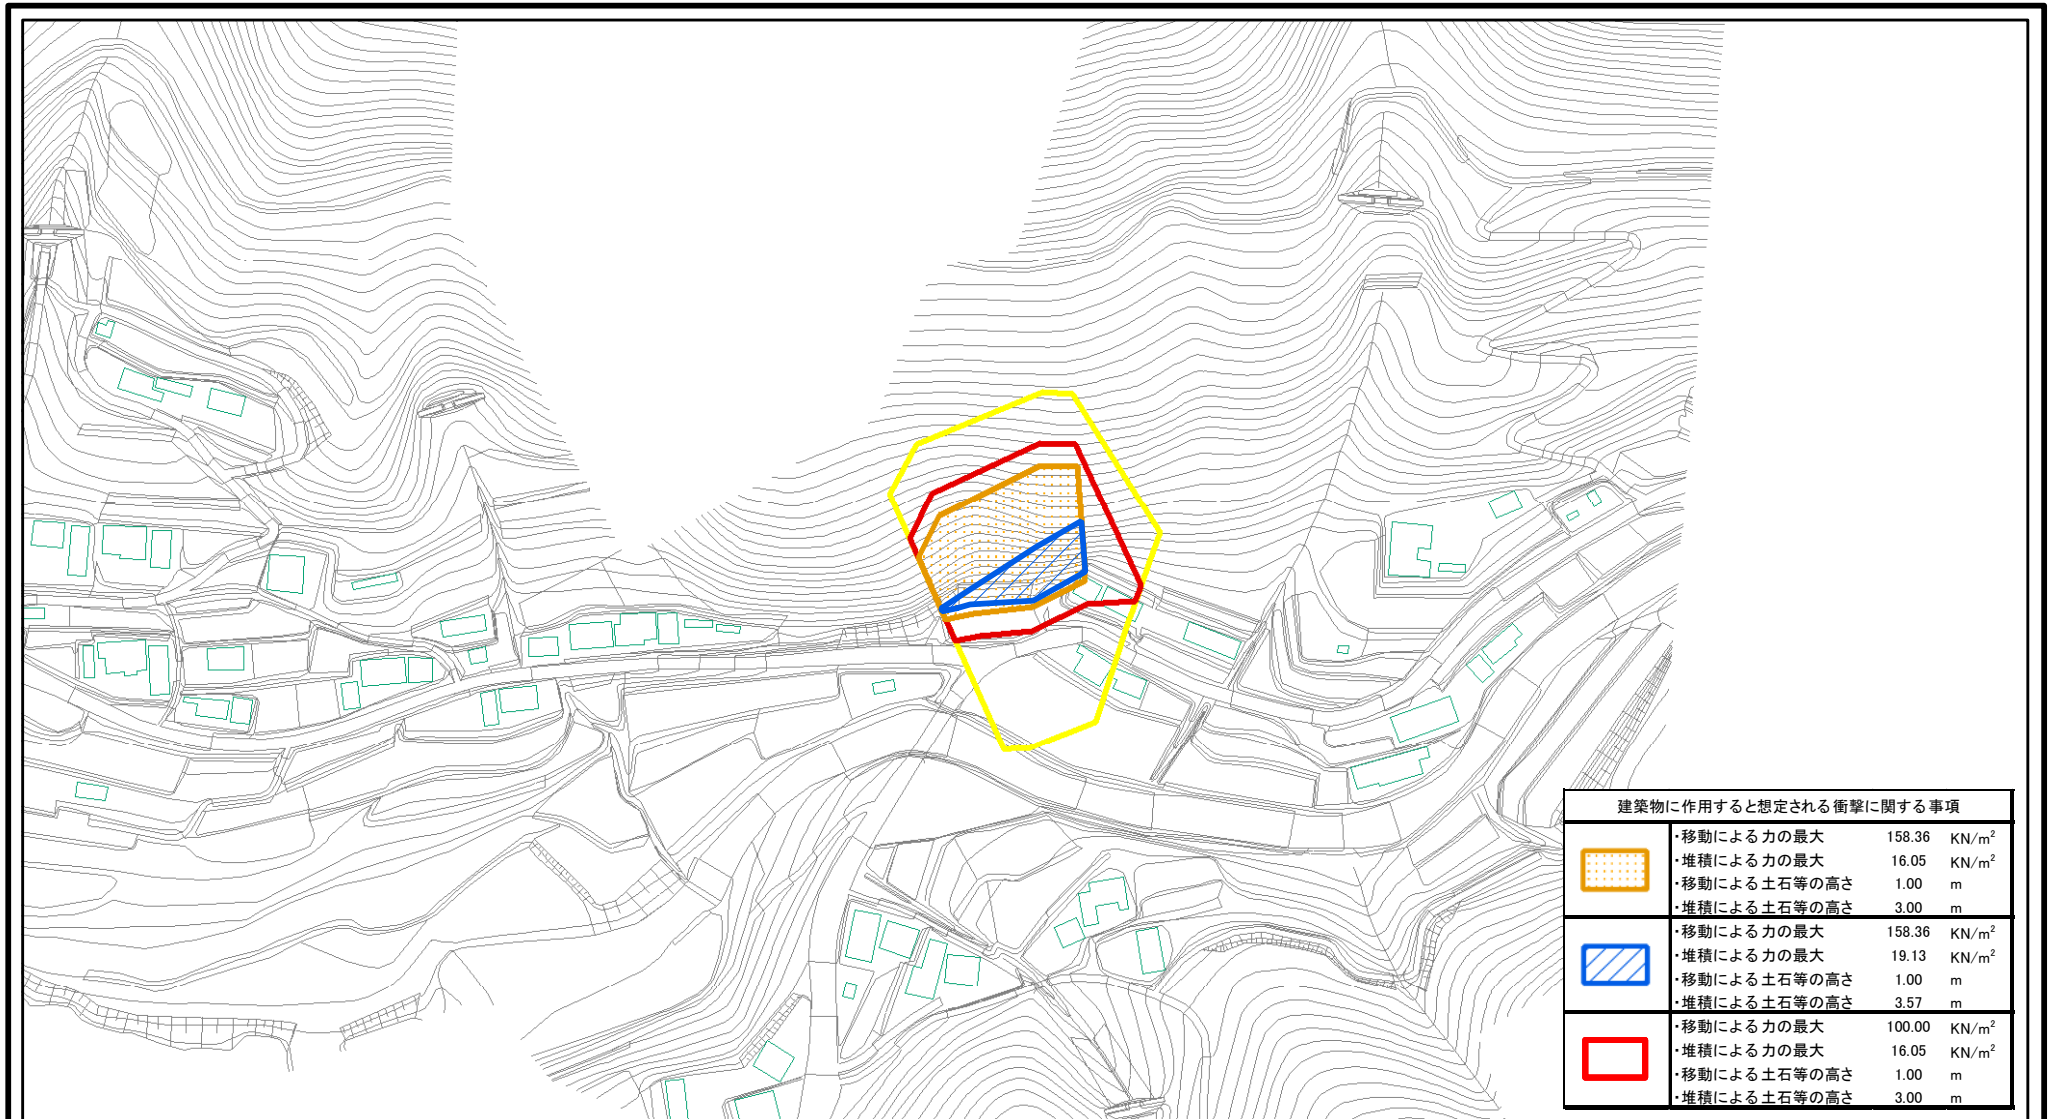 建築物に作用すると想定される衝撃に関する事項
・移動による力の最大 158.36 KN/m²
・堆積による力の最大 16.05 KN/m²
・移動による土石等の高さ 1.00 m
・堆積による土石等の高さ 3.00 m
・移動による力の最大 158.36 KN/m²
・堆積による力の最大 19.13 KN/m²
・移動による土石等の高さ 1.00 m
・堆積による土石等の高さ 3.57 m
・移動による力の最大 100.00 KN/m²
・堆積による力の最大 16.05 KN/m²
・移動による土石等の高さ 1.00 m
・堆積による土石等の高さ 3.00 m